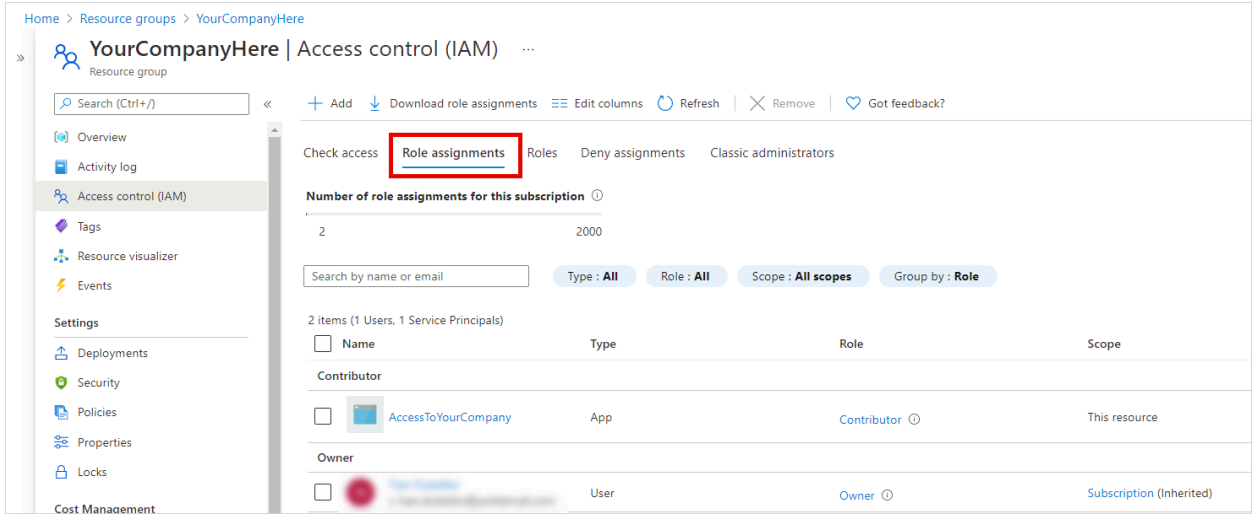 Home > Resource groups > YourCompanyHere
YourCompanyHere | Access control (IAM) ...
Resource group
Search (Ctrl+/)
Add
Download role assignments
Edit columns
Refresh
Remove
Got feedback?
Overview
Activity log
Access control (IAM)
Tags
Resource visualizer
Events
Settings
Deployments
Security
Policies
Properties
Locks
Cost Management
Check access
Role assignments
Roles
Deny assignments
Classic administrators
Number of role assignments for this subscription
2 2000
Search by name or email
Type : All
Role : All
Scope : All scopes
Group by : Role
2 items (1 Users, 1 Service Principals)
Name Type Role Scope
Contributor
AccessToYourCompany App Contributor This resource
Owner
User Owner Subscription (Inherited)